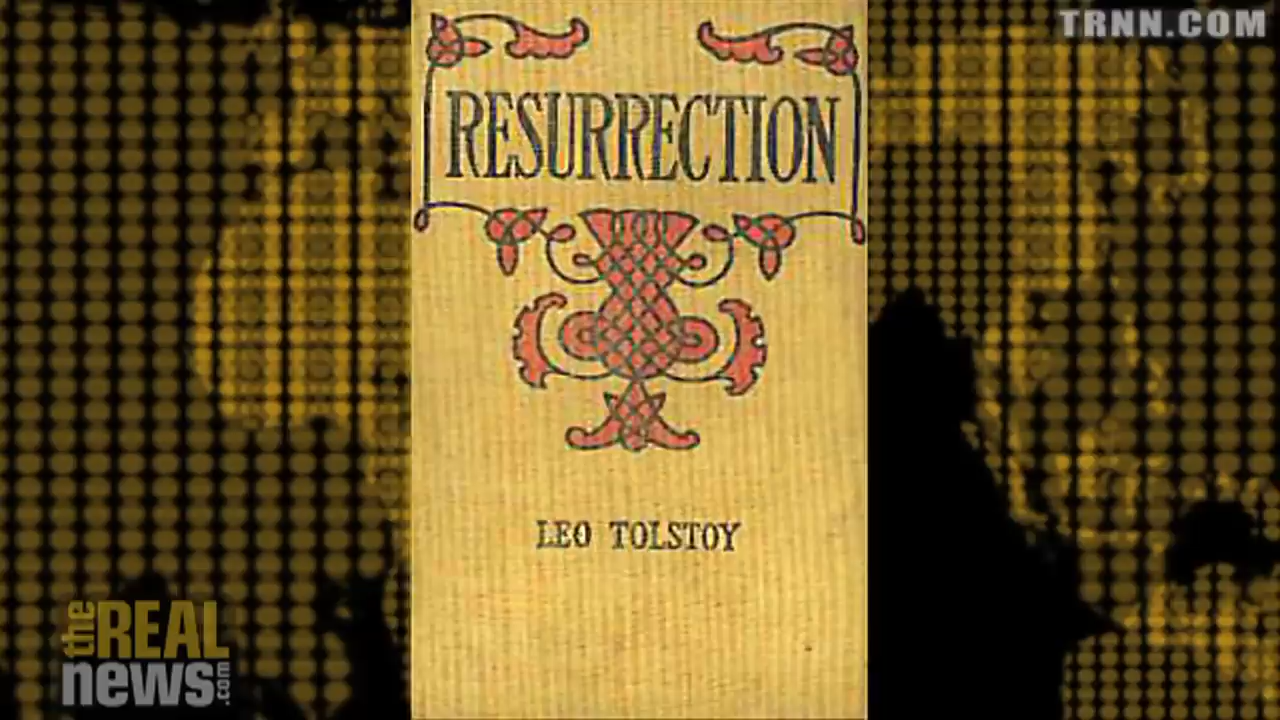 TRNN.COM
RESURRECTION
LEO TOLSTOY
the REAL
news.com